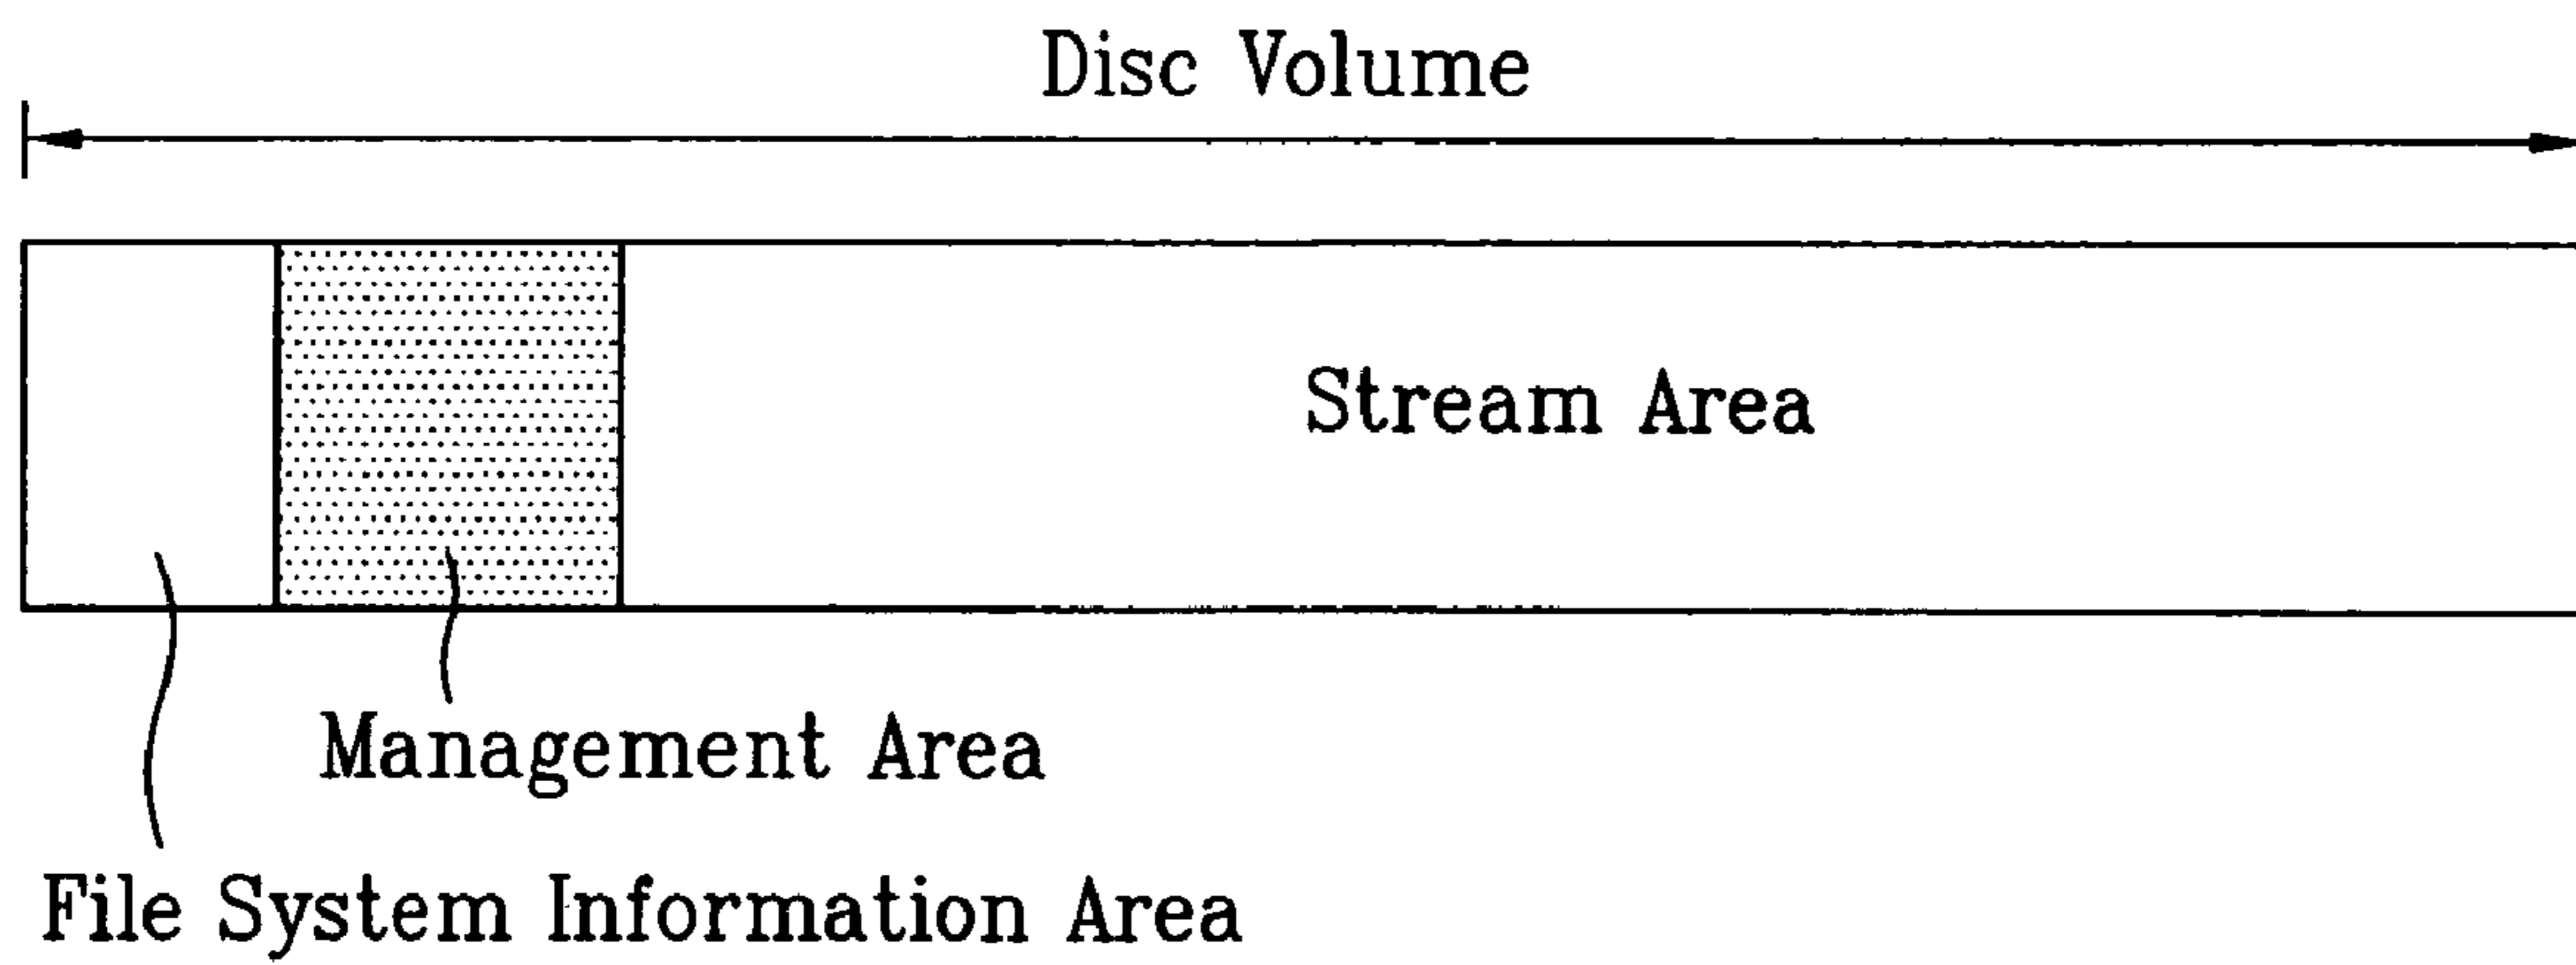 Disc Volume
Stream Area
Management Area
File System Information Area